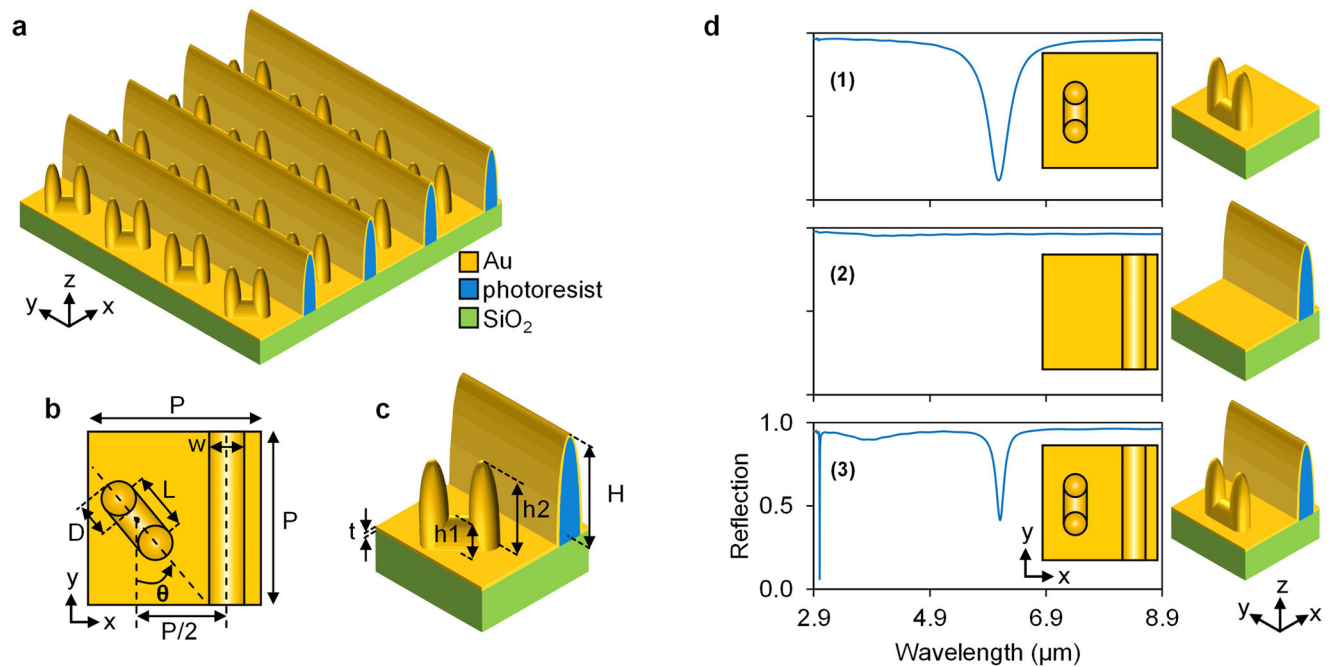 a
Au
photoresist
SiO₂
z
y
x
b
P
w
L
D
P
θ
y
x
P/2
c
H
h2
h1
t
d
(1)
(2)
(3)
1.0
0.5
0.0
Reflection
y
x
2.9
4.9
6.9
8.9
Wavelength (µm)
z
y
x